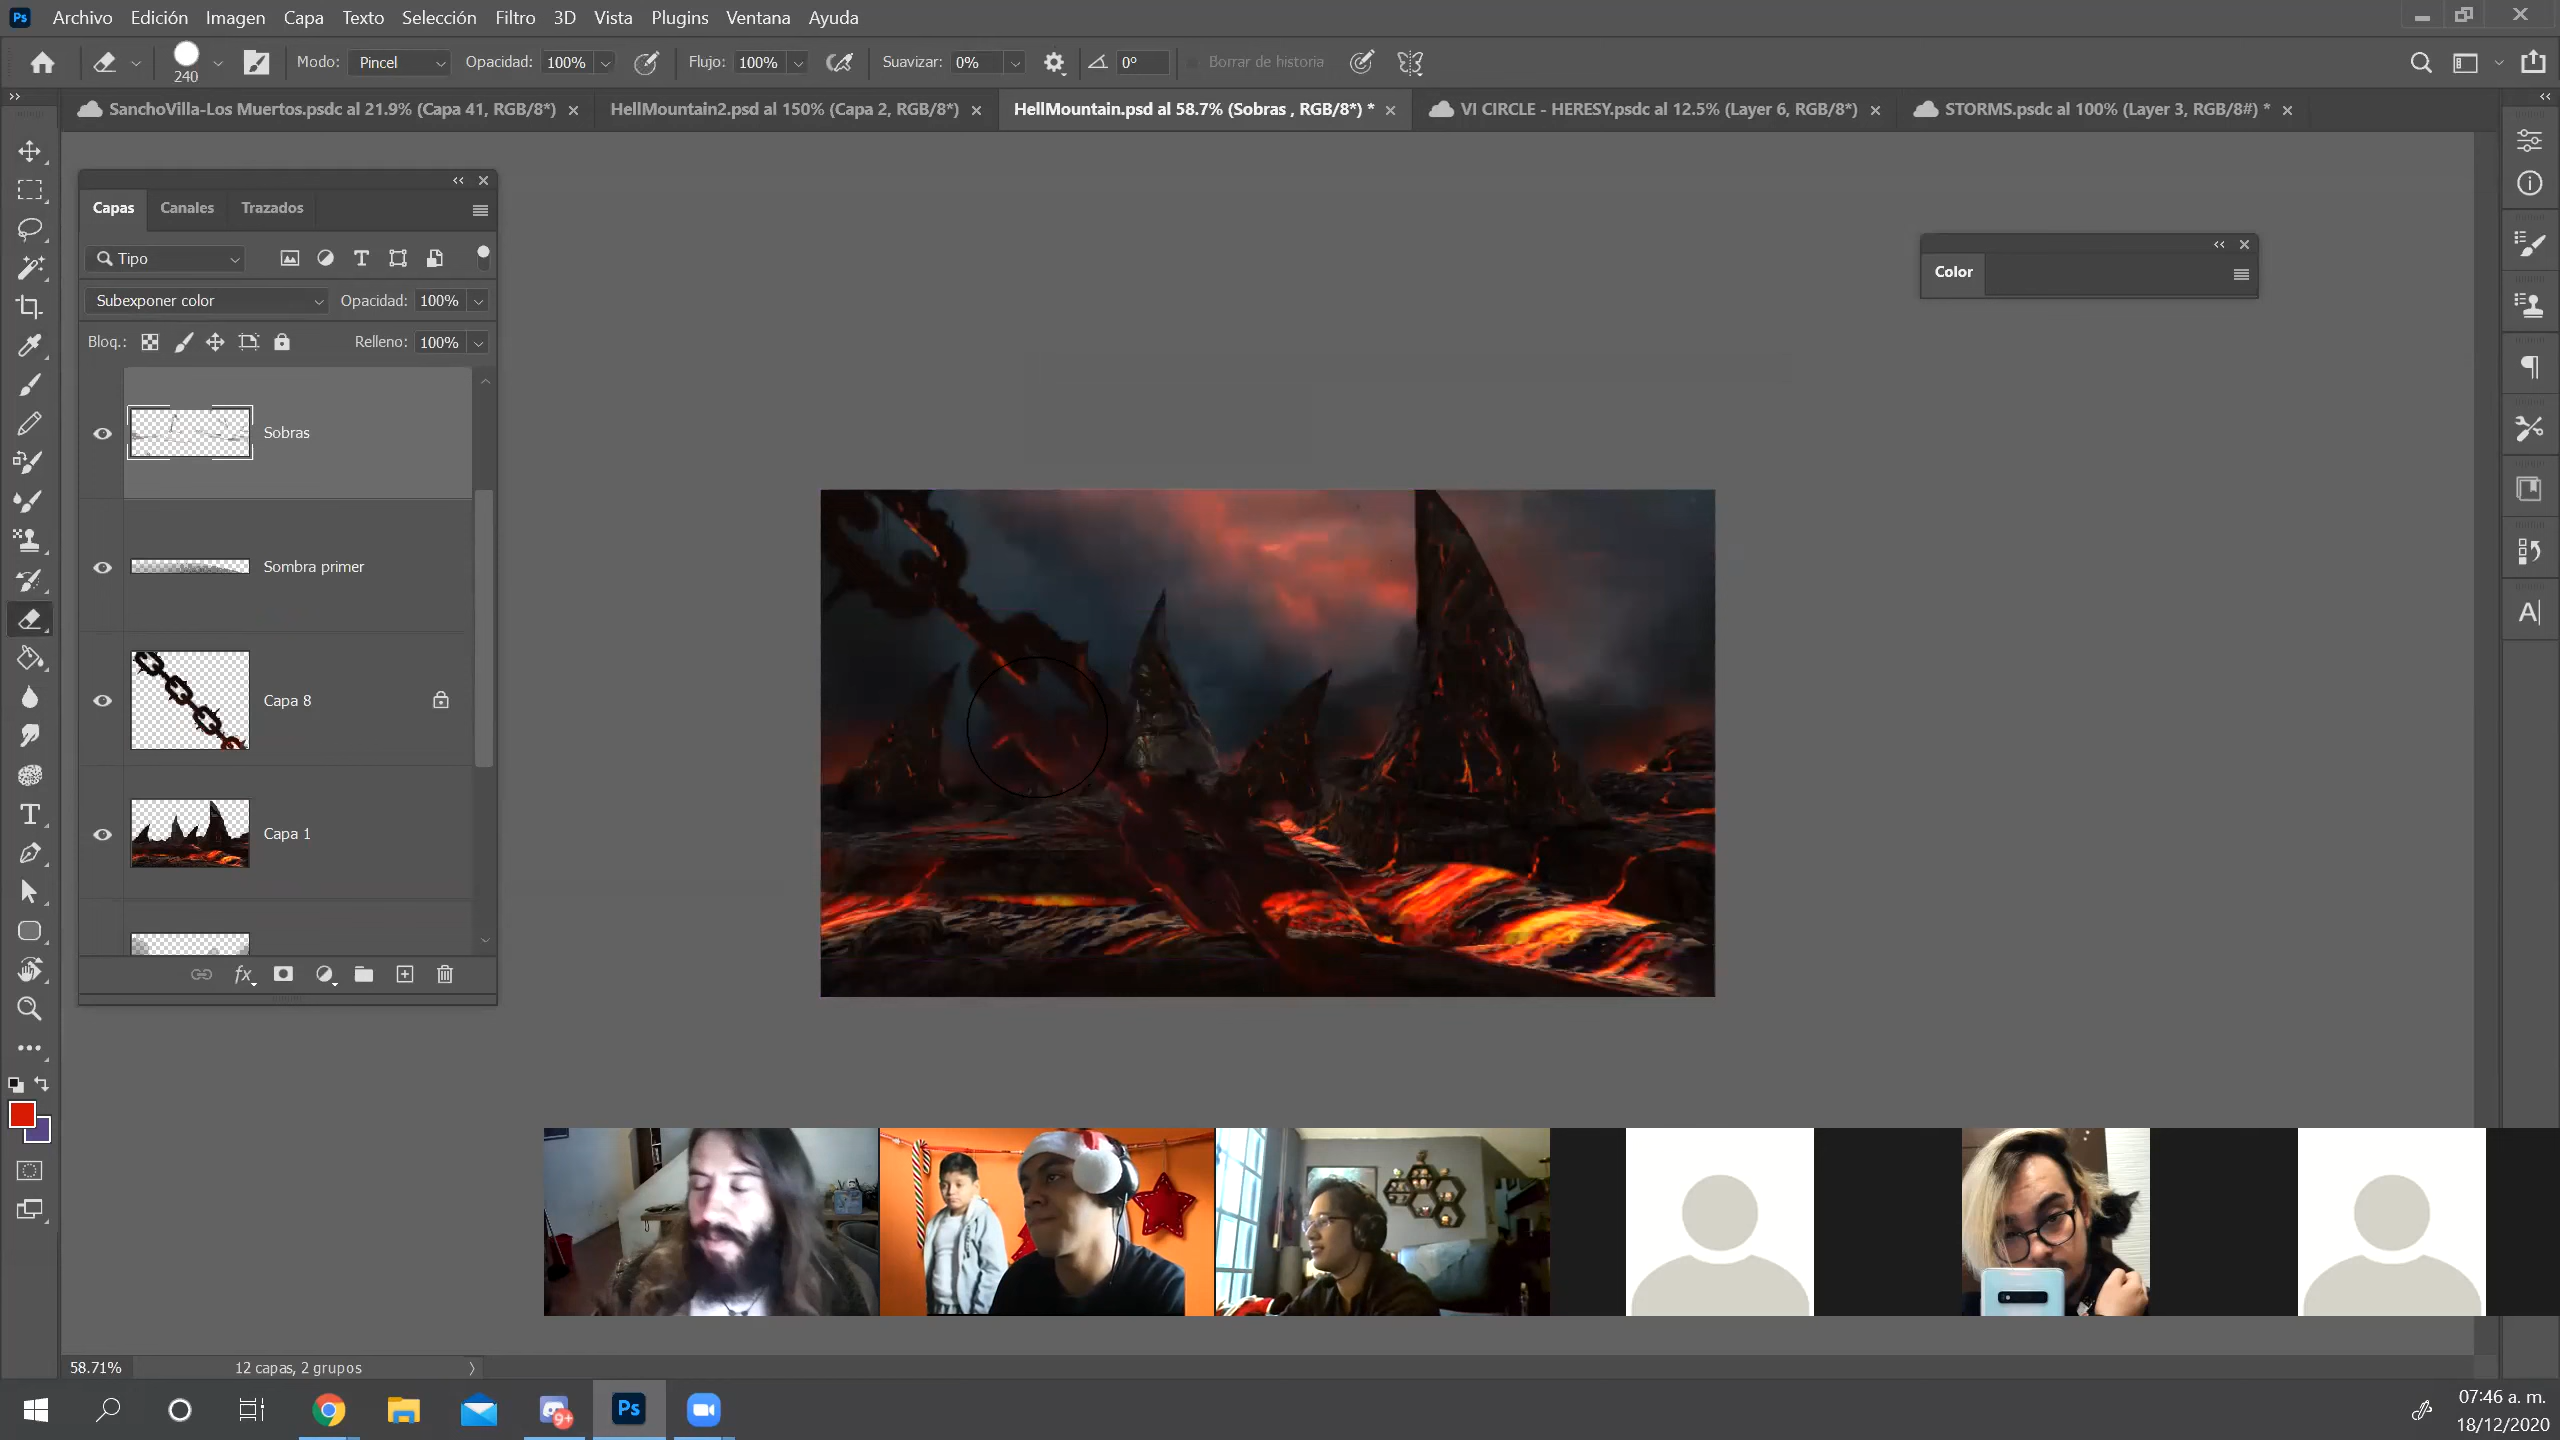 Ps Archivo Edición Imagen Capa Texto Selección Filtro 3D Vista Plugins Ventana Ayuda
240 Modo: Pincel Opacidad: 100% Flujo: 100% Suavizar: 0% 0° Borrar de historia
SanchoVilla-Los Muertos.psdc al 21.9% (Capa 41, RGB/8*) HellMountain2.psd al 150% (Capa 2, RGB/8*) HellMountain.psd al 58.7% (Sobras , RGB/8*) * VI CIRCLE - HERESY.psdc al 12.5% (Layer 6, RGB/8*) STORMS.psdc al 100% (Layer 3, RGB/8#) *
Capas Canales Trazados
Tipo
Subexponer color Opacidad: 100%
Bloq.: Relleno: 100%
Sobras
Sombra primer
Capa 8
Capa 1
fx
Color
58.71% 12 capas, 2 grupos
9+ Ps
07:46 a. m.
18/12/2020